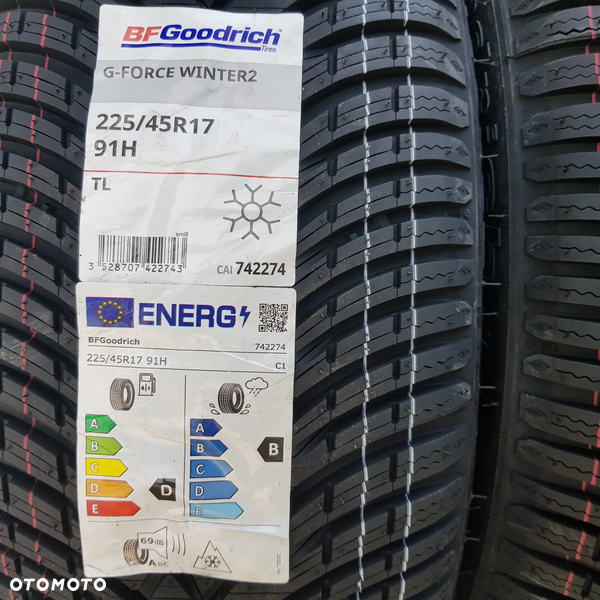 BFGoodrich
Tires
G-FORCE WINTER2
225/45R17
91H
TL
smi8
3 528707 422743
CAI 742274
ENERG
BFGoodrich 742274
225/45R17 91H C1
A A
B B B
C C
D D D
E E
69dB
ABC
OTOMOTO